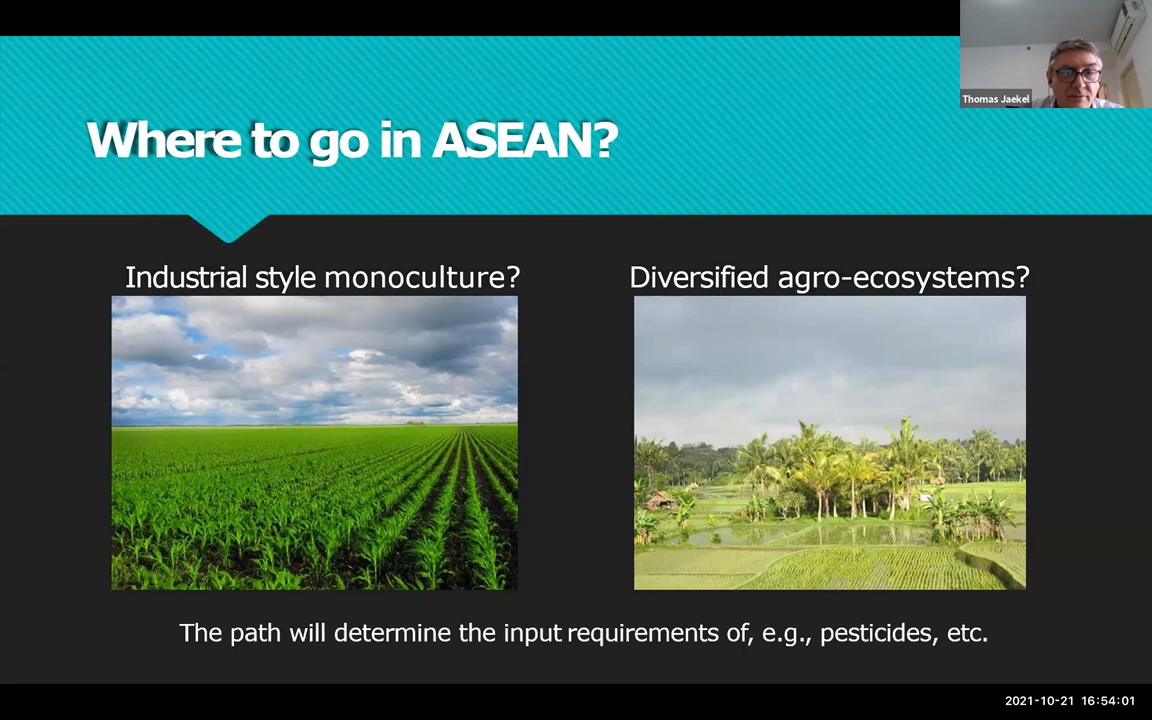 Thomas Jaekel
Where to go in ASEAN?
Industrial style monoculture?
Diversified agro-ecosystems?
The path will determine the input requirements of, e.g., pesticides, etc.
2021-10-21 16:54:01